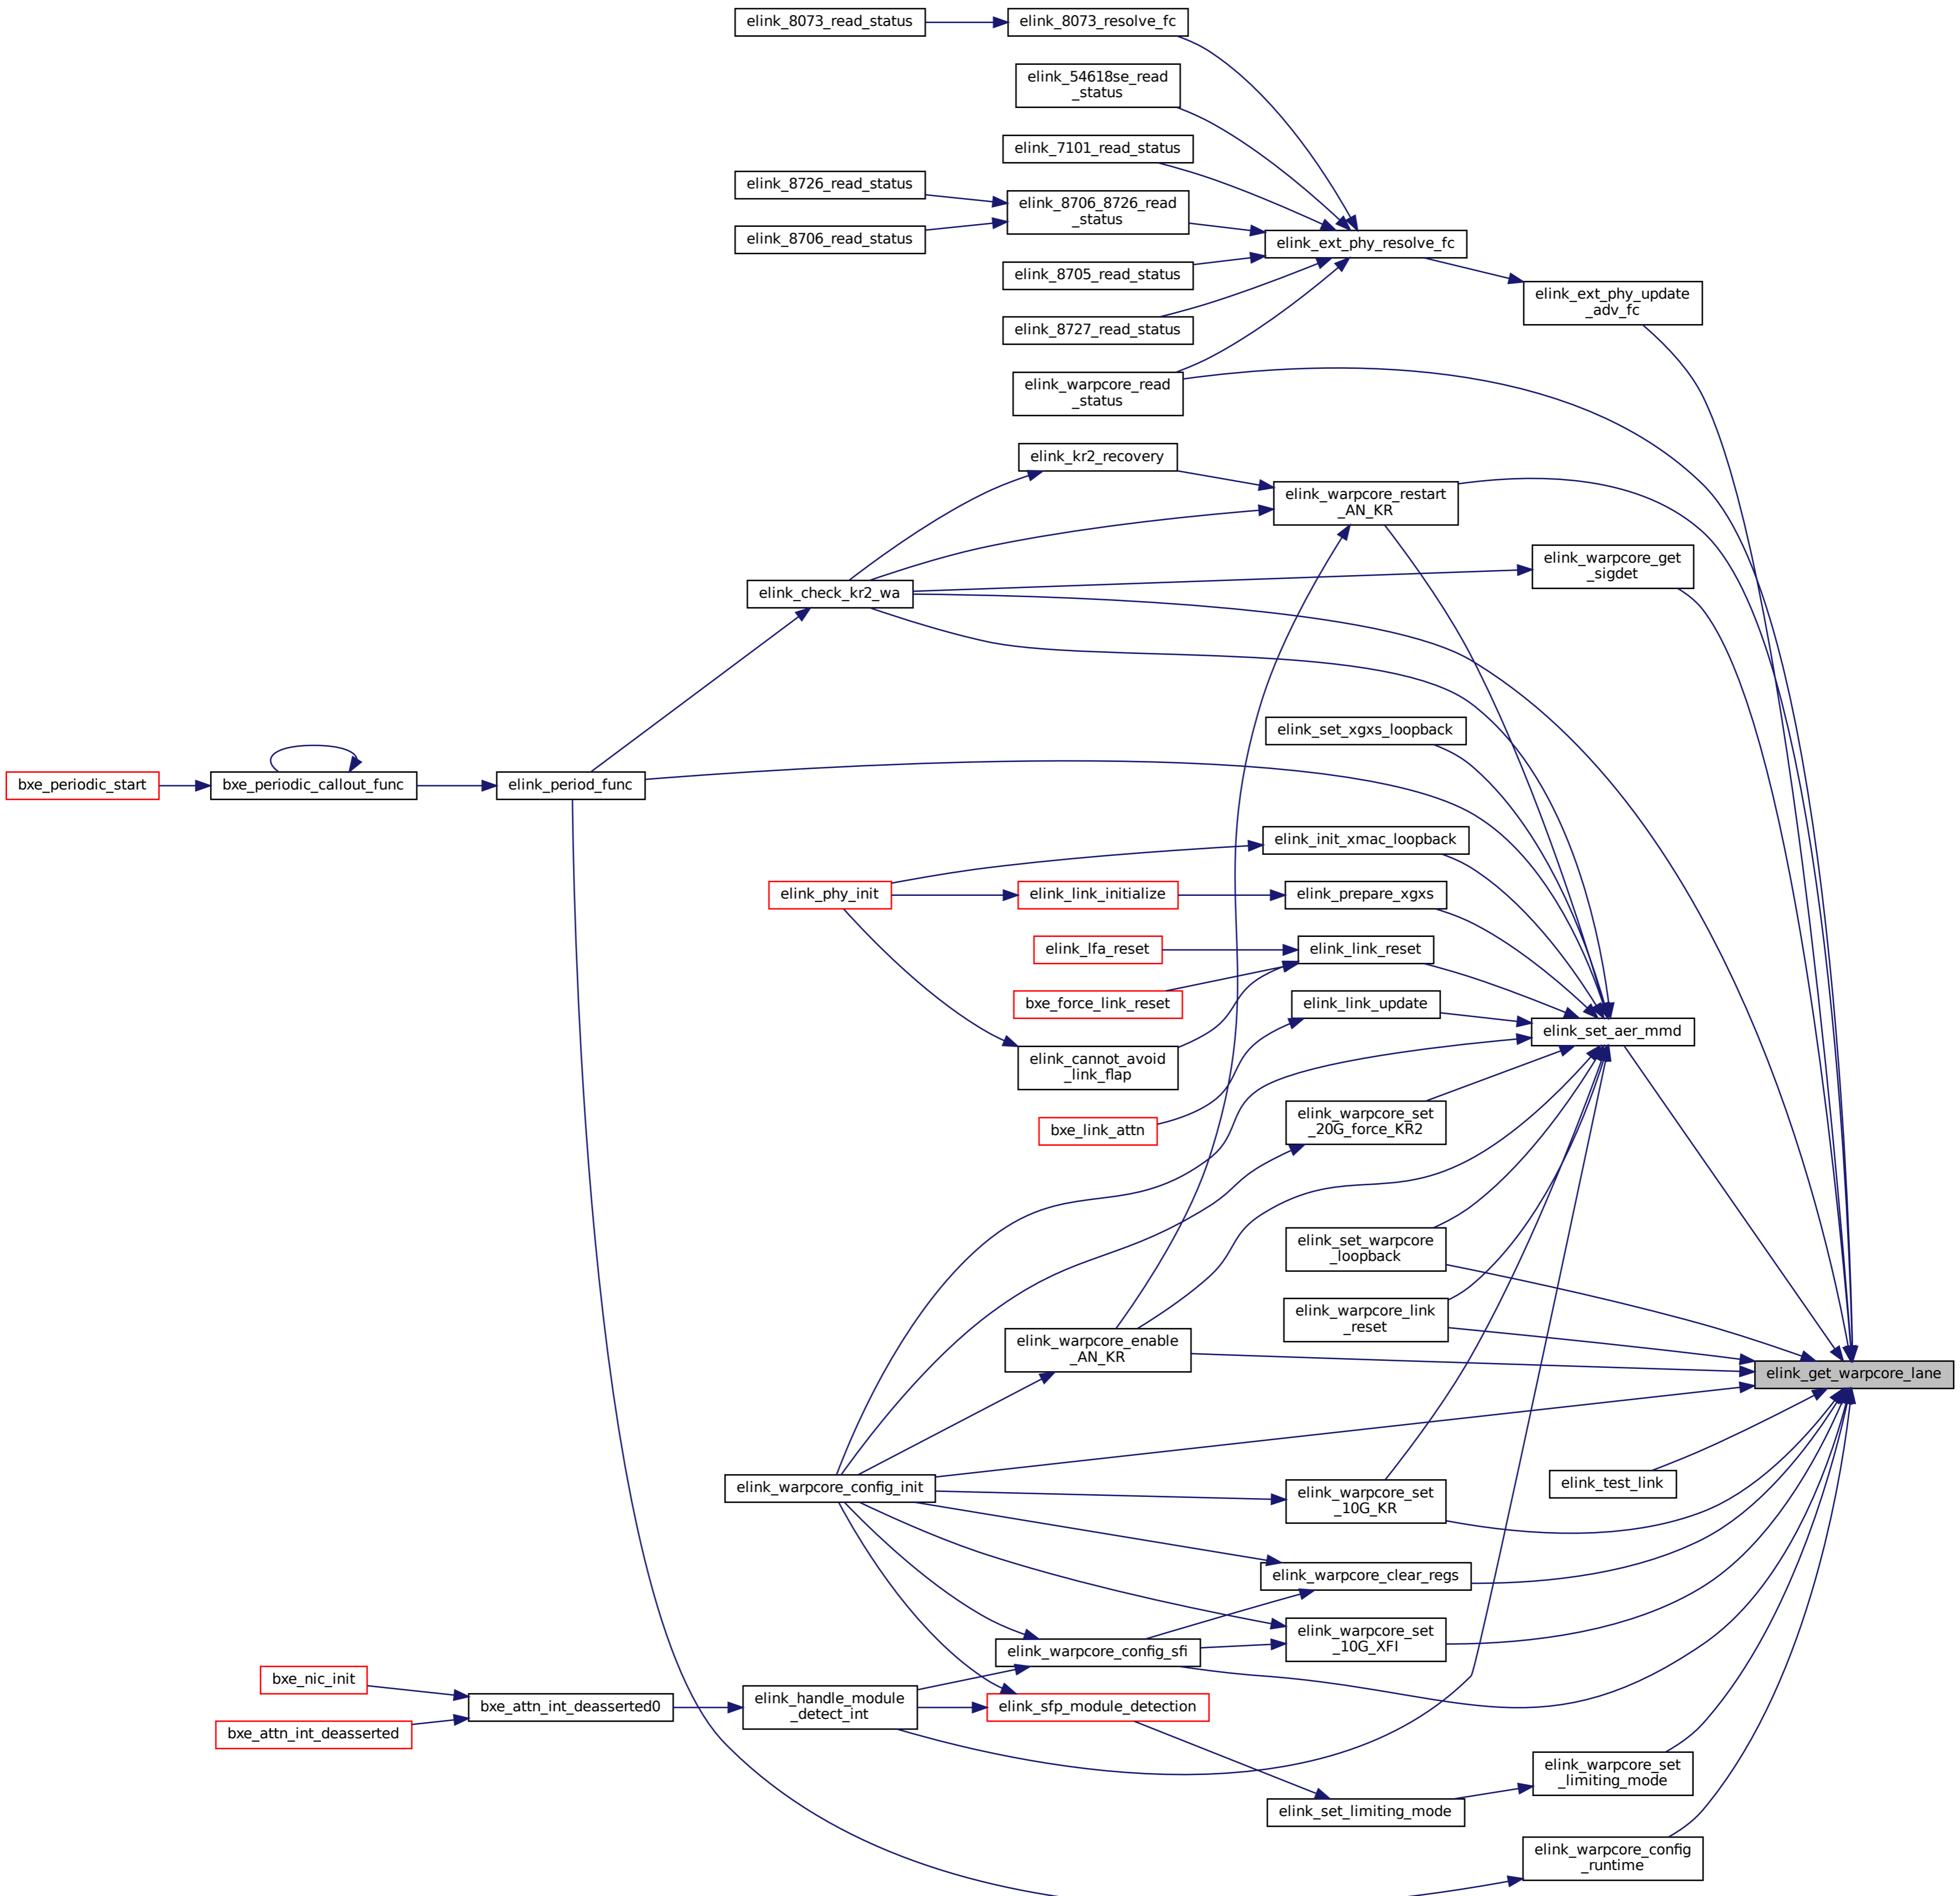 elink_8073_read_status
elink_8073_resolve_fc
elink_54618se_read
_status
elink_7101_read_status
elink_8726_read_status
elink_8706_8726_read
_status
elink_8706_read_status
elink_ext_phy_resolve_fc
elink_8705_read_status
elink_ext_phy_update
_adv_fc
elink_8727_read_status
elink_warpcore_read
_status
elink_kr2_recovery
elink_warpcore_restart
_AN_KR
elink_warpcore_get
_sigdet
elink_check_kr2_wa
elink_set_xgxs_loopback
bxe_periodic_start
bxe_periodic_callout_func
elink_period_func
elink_init_xmac_loopback
elink_phy_init
elink_link_initialize
elink_prepare_xgxs
elink_lfa_reset
elink_link_reset
bxe_force_link_reset
elink_link_update
elink_set_aer_mmd
elink_cannot_avoid
_link_flap
elink_warpcore_set
_20G_force_KR2
bxe_link_attn
elink_set_warpcore
_loopback
elink_warpcore_link
_reset
elink_warpcore_enable
_AN_KR
elink_get_warpcore_lane
elink_warpcore_config_init
elink_warpcore_set
_10G_KR
elink_test_link
elink_warpcore_clear_regs
elink_warpcore_set
_10G_XFI
elink_warpcore_config_sfi
bxe_nic_init
bxe_attn_int_deasserted0
elink_handle_module
_detect_int
elink_sfp_module_detection
bxe_attn_int_deasserted
elink_warpcore_set
_limiting_mode
elink_set_limiting_mode
elink_warpcore_config
_runtime